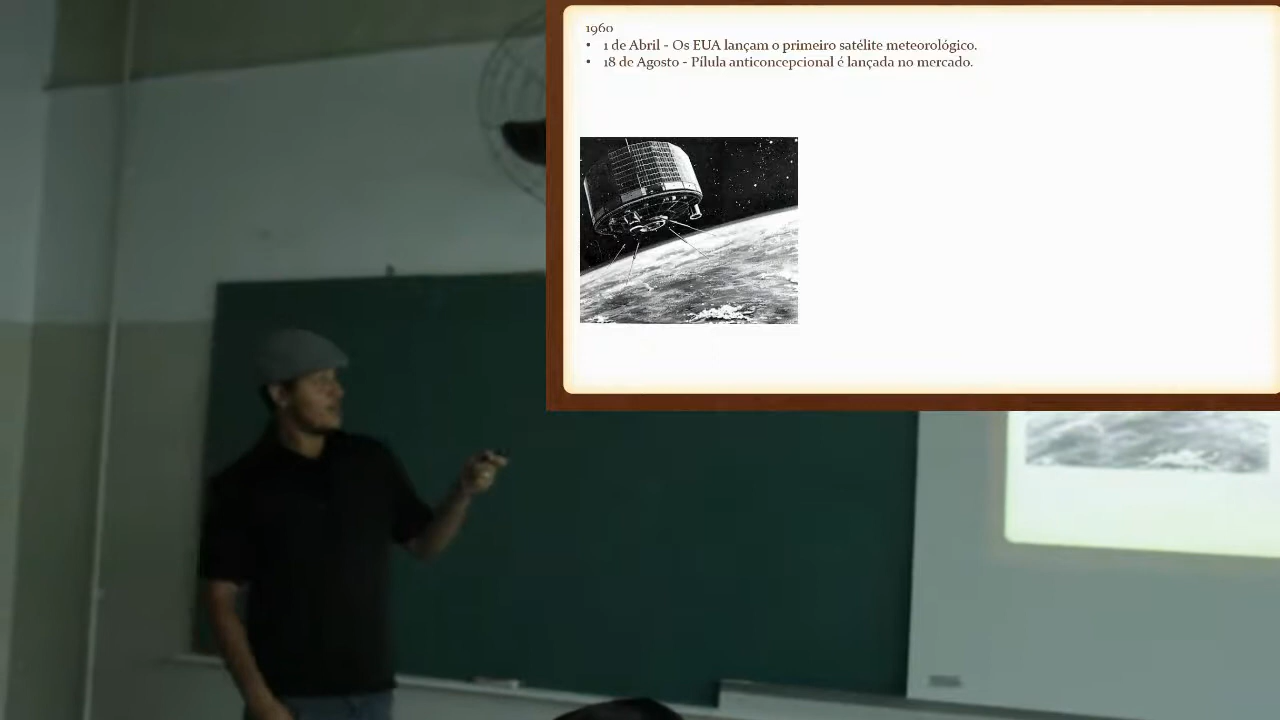 1960
• 1 de Abril - Os EUA lançam o primeiro satélite meteorológico.
• 18 de Agosto - Pílula anticoncepcional é lançada no mercado.